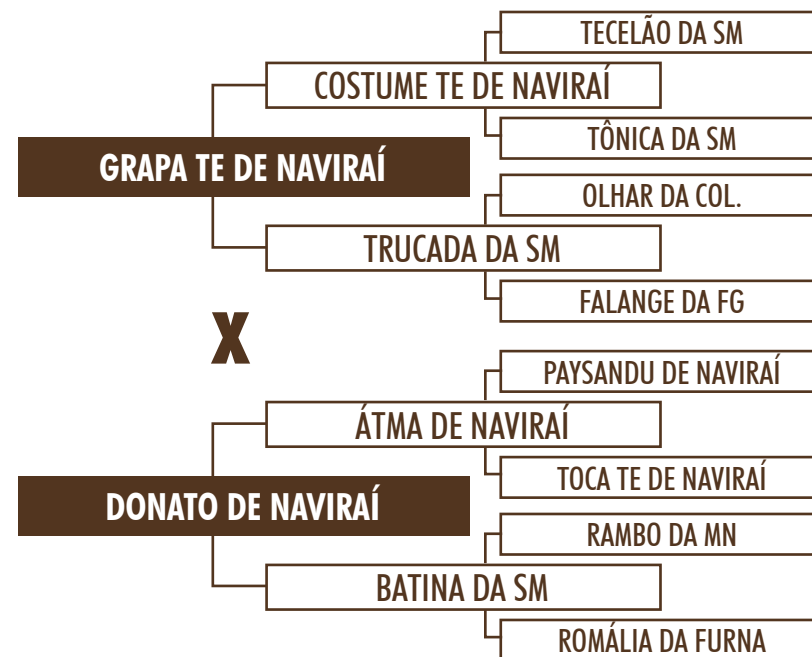 TECELÃO DA SM
COSTUME TE DE NAVIRAÍ
TÔNICA DA SM
GRAPA TE DE NAVIRAÍ
OLHAR DA COL.
TRUCADA DA SM
FALANGE DA FG
X
PAYSANDU DE NAVIRAÍ
ÁTMA DE NAVIRAÍ
TOCA TE DE NAVIRAÍ
DONATO DE NAVIRAÍ
RAMBO DA MN
BATINA DA SM
ROMÁLIA DA FURNA